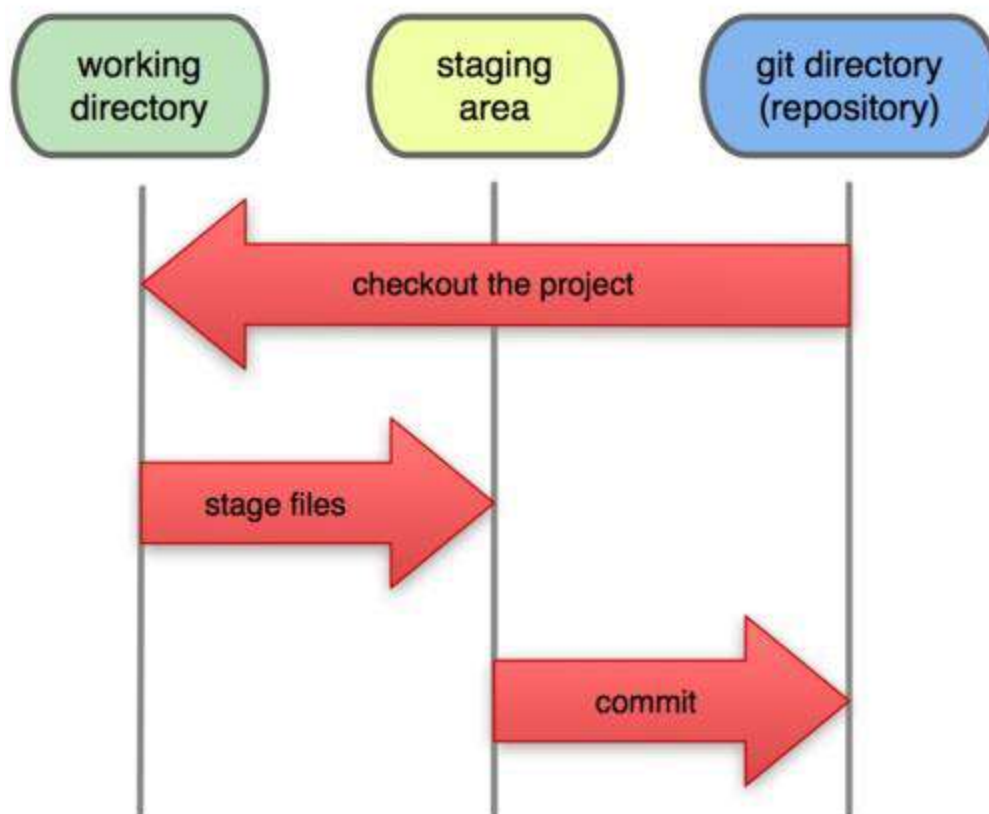 working
directory
staging
area
git directory
(repository)
checkout the project
stage files
commit